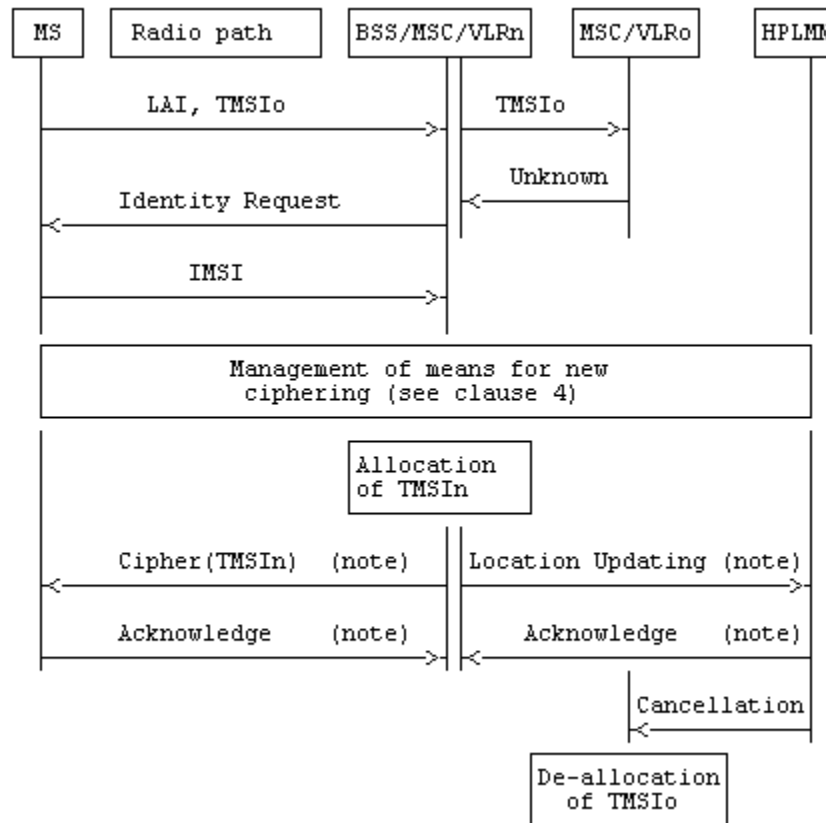 MS
Radio path
BSS/MSC/VLRn
MSC/VLRo
HPLMN
LAI, TMSIo
TMSIo
Unknown
Identity Request
IMSI
Management of means for new
ciphering (see clause 4)
Allocation
of TMSIn
Cipher(TMSIn) (note)
Location Updating (note)
Acknowledge (note)
Acknowledge (note)
Cancellation
De-allocation
of TMSIo